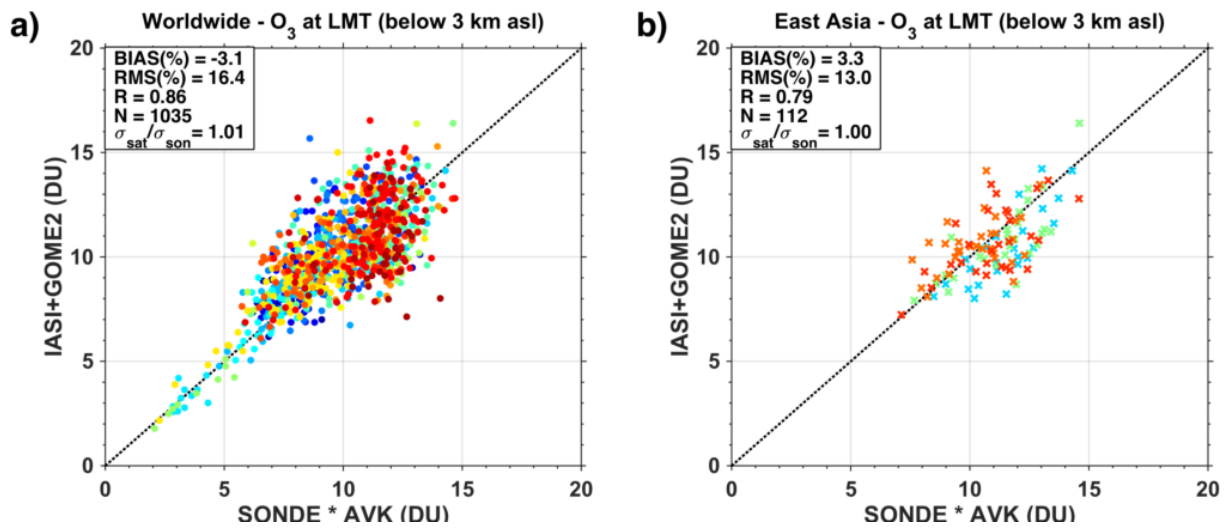 a)
Worldwide - O3 at LMT (below 3 km asl)
BIAS(%) = -3.1
RMS(%) = 16.4
R = 0.86
N = 1035
σsat/σson = 1.01
20
15
10
5
0
IASI+GOME2 (DU)
0 5 10 15 20
SONDE * AVK (DU)
b)
East Asia - O3 at LMT (below 3 km asl)
BIAS(%) = 3.3
RMS(%) = 13.0
R = 0.79
N = 112
σsat/σson = 1.00
20
15
10
5
0
IASI+GOME2 (DU)
0 5 10 15 20
SONDE * AVK (DU)